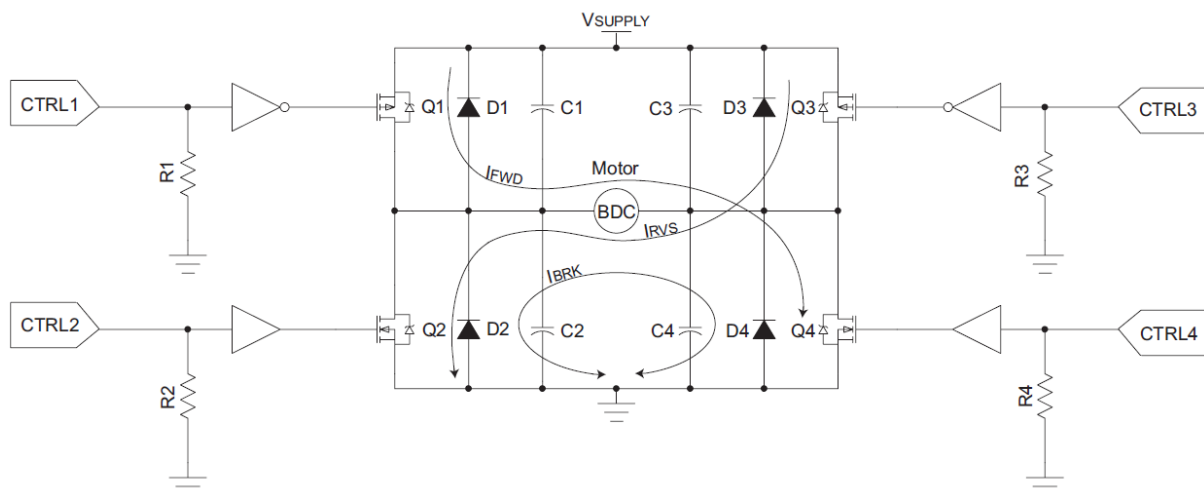 VSUPPLY
CTRL1
Q1
D1
C1
C3
D3
Q3
CTRL3
R1
IFWD
Motor
R3
BDC
IRVS
IBRK
CTRL2
Q2
D2
C2
C4
D4
Q4
CTRL4
R2
R4